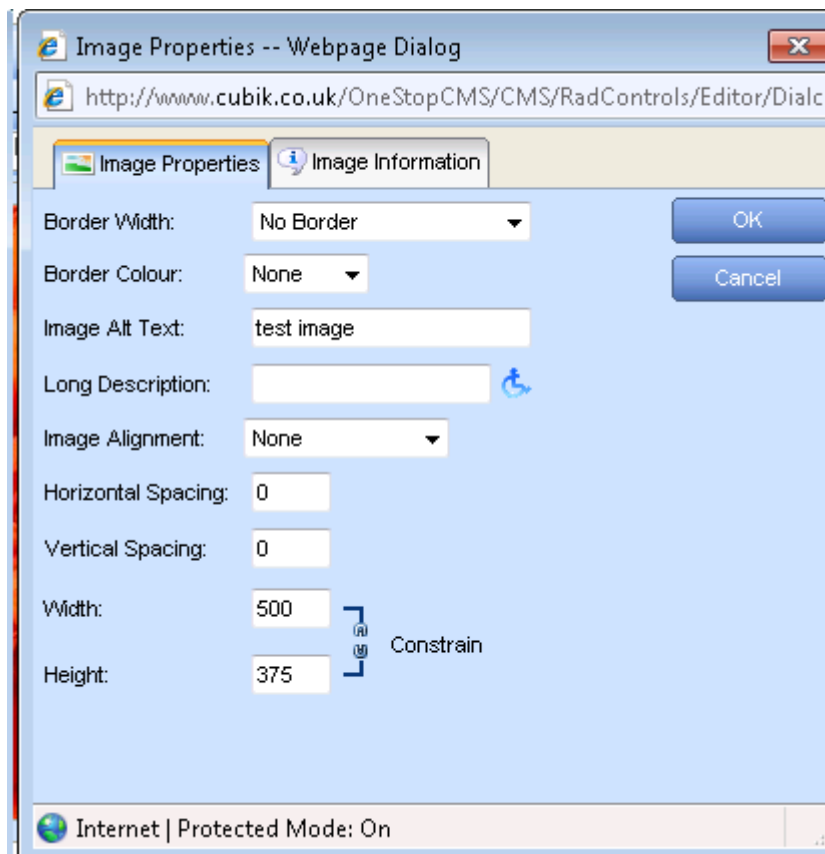 Image Properties -- Webpage Dialog
http://www.cubik.co.uk/OneStopCMS/CMS/RadControls/Editor/Dialc
Image Properties Image Information
Border Width: No Border OK
Border Colour: None Cancel
Image Alt Text: test image
Long Description:
Image Alignment: None
Horizontal Spacing: 0
Vertical Spacing: 0
Width: 500
Constrain
Height: 375
Internet | Protected Mode: On